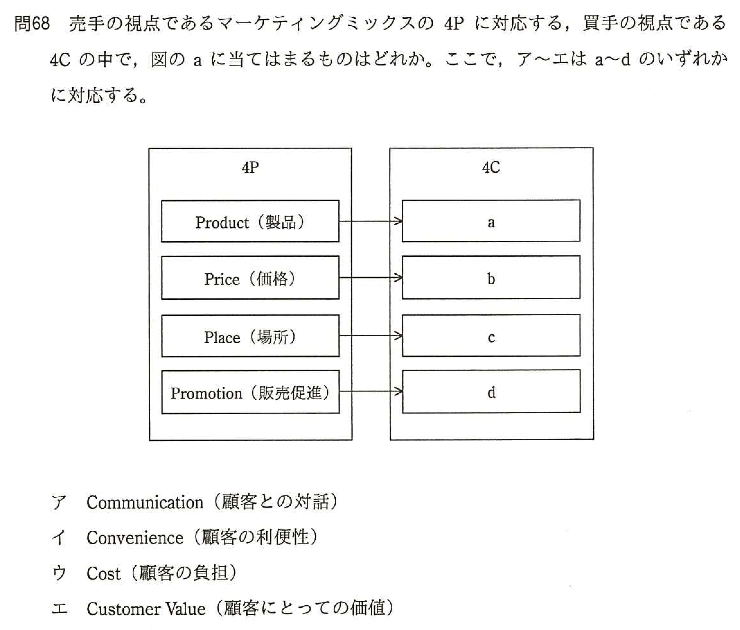 問68 売手の視点であるマーケティングミックスの 4P に対応する，買手の視点である
4C の中で，図の a に当てはまるものはどれか。ここで，ア～エは a～d のいずれか
に対応する。
4P
4C
Product（製品）
a
Price（価格）
b
Place（場所）
c
Promotion（販売促進）
d
ア Communication（顧客との対話）
イ Convenience（顧客の利便性）
ウ Cost（顧客の負担）
エ Customer Value（顧客にとっての価値）